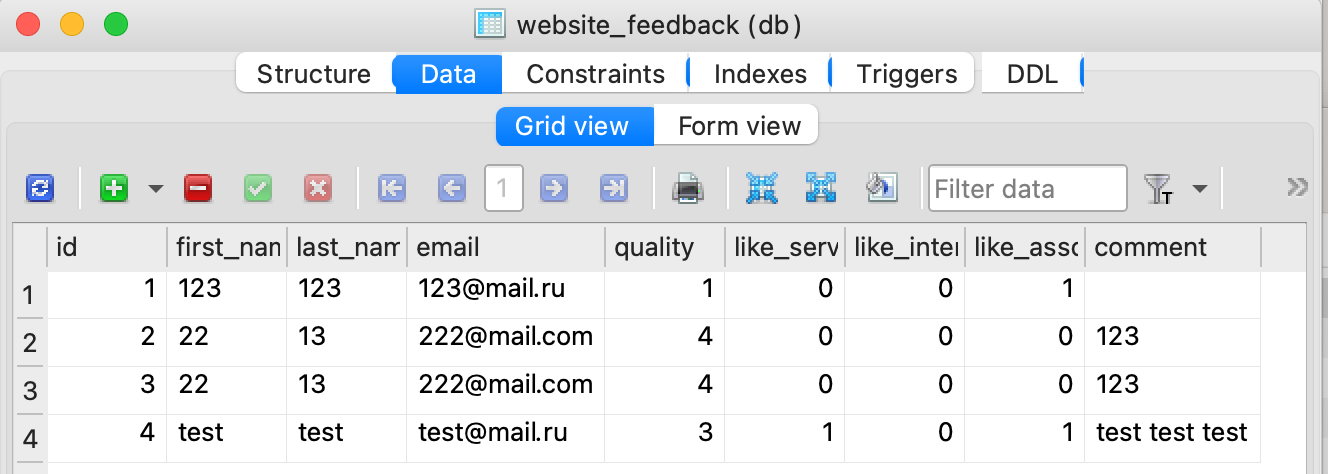 website_feedback (db)
Structure Data Constraints Indexes Triggers DDL
Grid view Form view
1 Filter data T
id first_nam last_nam email quality like_serv like_inter like_asso comment
1 1 123 123 123@mail.ru 1 0 0 1
2 2 22 13 222@mail.com 4 0 0 0 123
3 3 22 13 222@mail.com 4 0 0 0 123
4 4 test test test@mail.ru 3 1 0 1 test test test